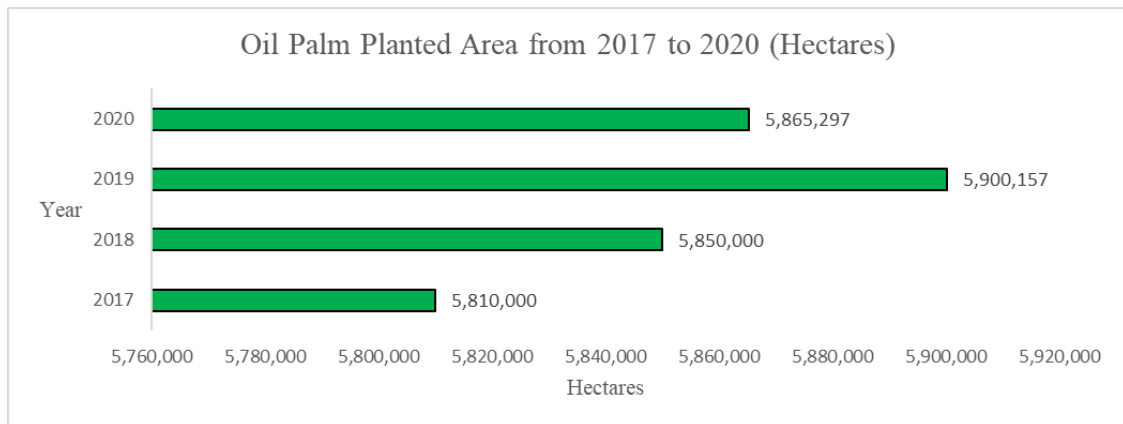 Oil Palm Planted Area from 2017 to 2020 (Hectares)
2020 5,865,297
2019 5,900,157
Year
2018 5,850,000
2017 5,810,000
5,760,000 5,780,000 5,800,000 5,820,000 5,840,000 5,860,000 5,880,000 5,900,000 5,920,000
Hectares